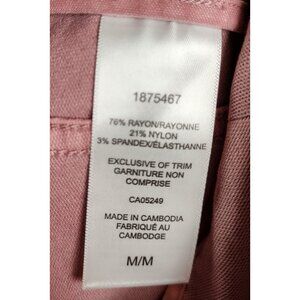 1875467
76% RAYON/RAYONNE
21% NYLON
3% SPANDEX/ÉLASTHANNE
EXCLUSIVE OF TRIM
GARNITURE NON
COMPRISE
CA05249
MADE IN CAMBODIA
FABRIQUÉ AU
CAMBODGE
M/M